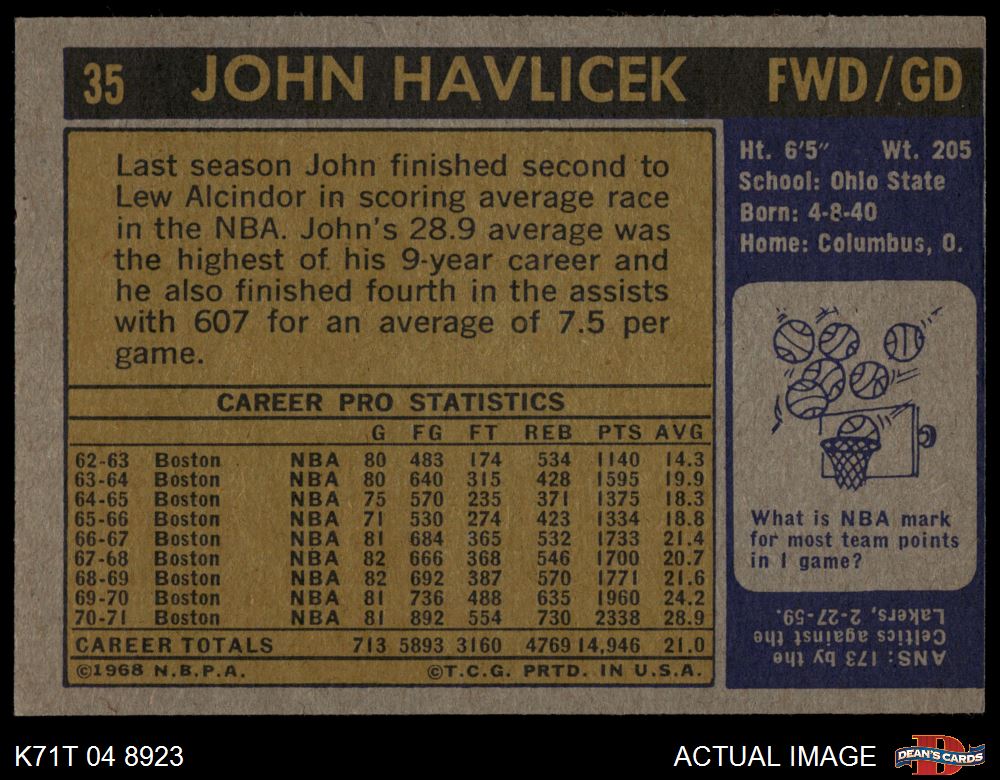 35 JOHN HAVLICEK FWD/GD
Last season John finished second to
Lew Alcindor in scoring average race
in the NBA. John's 28.9 average was
the highest of his 9-year career and
he also finished fourth in the assists
with 607 for an average of 7.5 per
game.
CAREER PRO STATISTICS
G FG FT REB PTS AVG
62-63 Boston NBA 80 483 174 534 1140 14.3
63-64 Boston NBA 80 640 315 428 1595 19.9
64-65 Boston NBA 75 570 235 371 1375 18.3
65-66 Boston NBA 71 530 274 423 1334 18.8
66-67 Boston NBA 81 684 365 532 1733 21.4
67-68 Boston NBA 82 666 368 546 1700 20.7
68-69 Boston NBA 82 692 387 570 1771 21.6
69-70 Boston NBA 81 736 488 635 1960 24.2
70-71 Boston NBA 81 892 554 730 2338 28.9
CAREER TOTALS 713 5893 3160 4769 14,946 21.0
©1968 N.B.P.A. ©T.C.G. PRTD. IN U.S.A.
Ht. 6'5" Wt. 205
School: Ohio State
Born: 4-8-40
Home: Columbus, O.
What is NBA mark
for most team points
in 1 game?
ANS: 173 by the
Celtics against the
Lakers, 2-27-59.
K71T 04 8923
ACTUAL IMAGE
D
DEAN'S CARDS